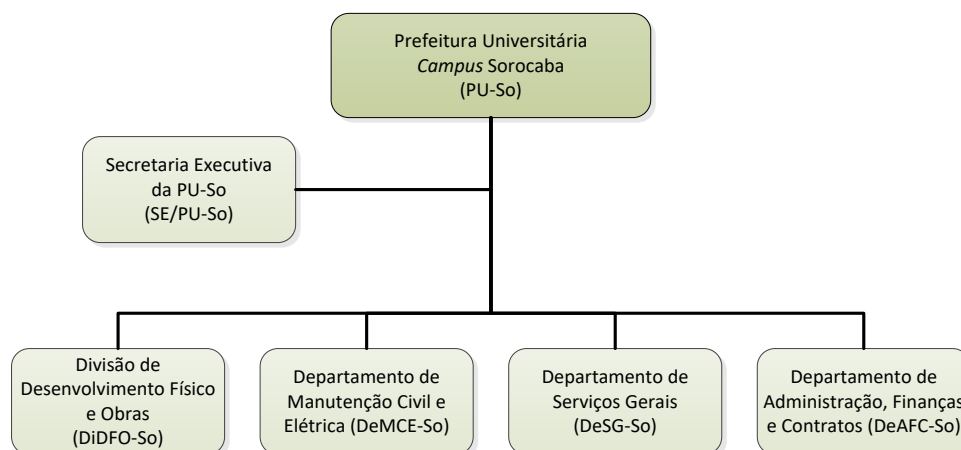 Prefeitura Universitária
Campus Sorocaba
(PU-So)
Secretaria Executiva
da PU-So
(SE/PU-So)
Divisão de
Desenvolvimento Físico
e Obras
(DiDFO-So)
Departamento de
Manutenção Civil e
Elétrica (DeMCE-So)
Departamento de
Serviços Gerais
(DeSG-So)
Departamento de
Administração, Finanças
e Contratos (DeAFC-So)